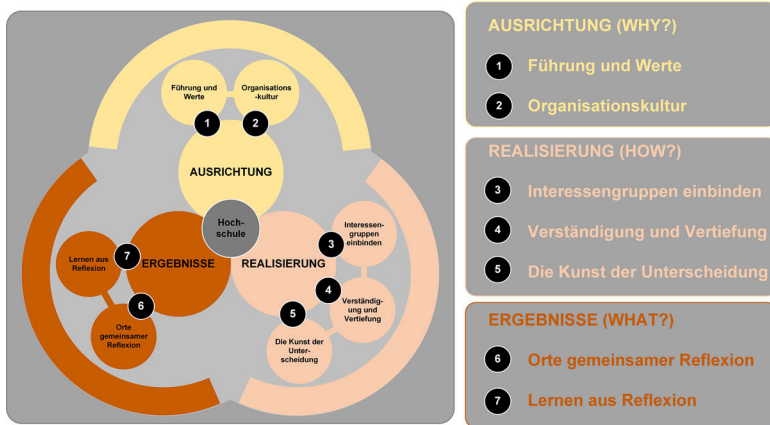 Führung und
Werte
Organisations
-kultur
1
2
AUSRICHTUNG
Hoch-
schule
Interessen-
gruppen
einbinden
3
REALISIERUNG
4
Verständig-
ung und
Vertiefung
5
Die Kunst der
Unter-
scheidung
ERGEBNISSE
7
Lernen aus
Reflexion
6
Orte
gemeinsamer
Reflexion
AUSRICHTUNG (WHY?)
1 Führung und Werte
2 Organisationskultur
REALISIERUNG (HOW?)
3 Interessengruppen einbinden
4 Verständigung und Vertiefung
5 Die Kunst der Unterscheidung
ERGEBNISSE (WHAT?)
6 Orte gemeinsamer Reflexion
7 Lernen aus Reflexion